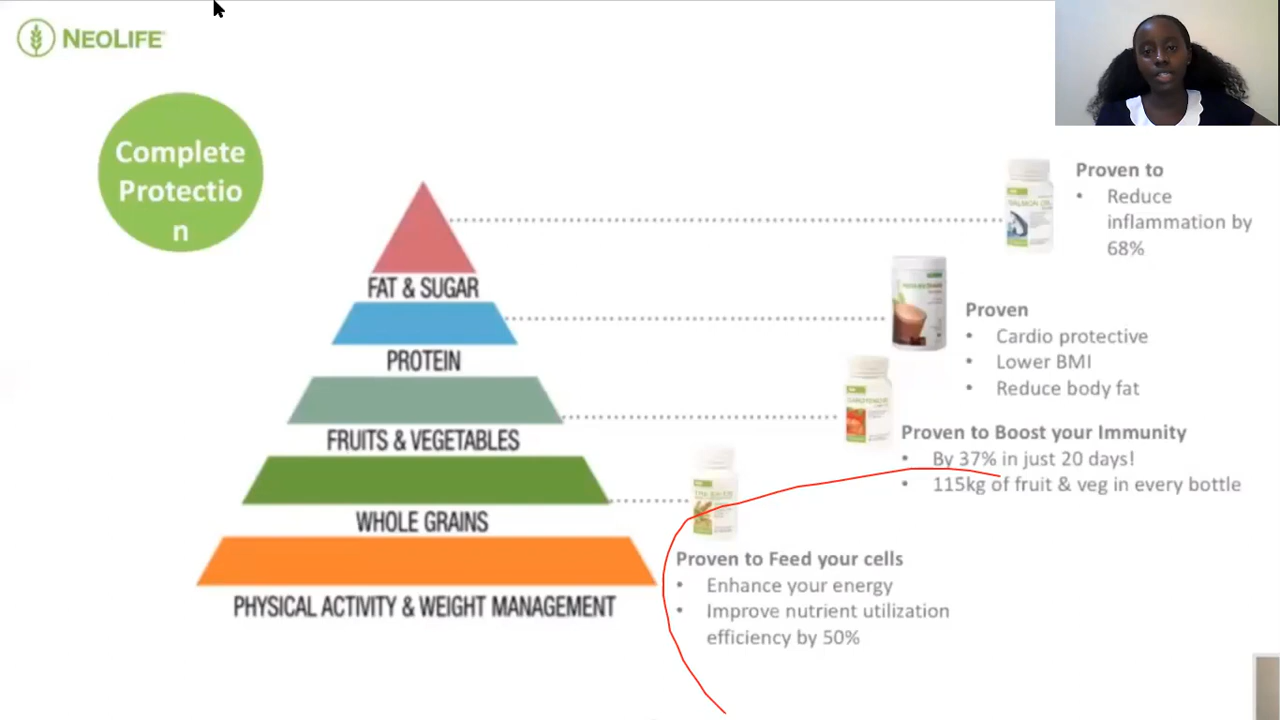 NEOLIFE
Complete
Protectio
n
FAT & SUGAR
PROTEIN
FRUITS & VEGETABLES
WHOLE GRAINS
PHYSICAL ACTIVITY & WEIGHT MANAGEMENT
SALMON OIL
Proven to
• Reduce
inflammation by
68%
Proven
• Cardio protective
• Lower BMI
• Reduce body fat
Proven to Boost your Immunity
• By 37% in just 20 days!
• 115kg of fruit & veg in every bottle
Proven to Feed your cells
• Enhance your energy
• Improve nutrient utilization
efficiency by 50%